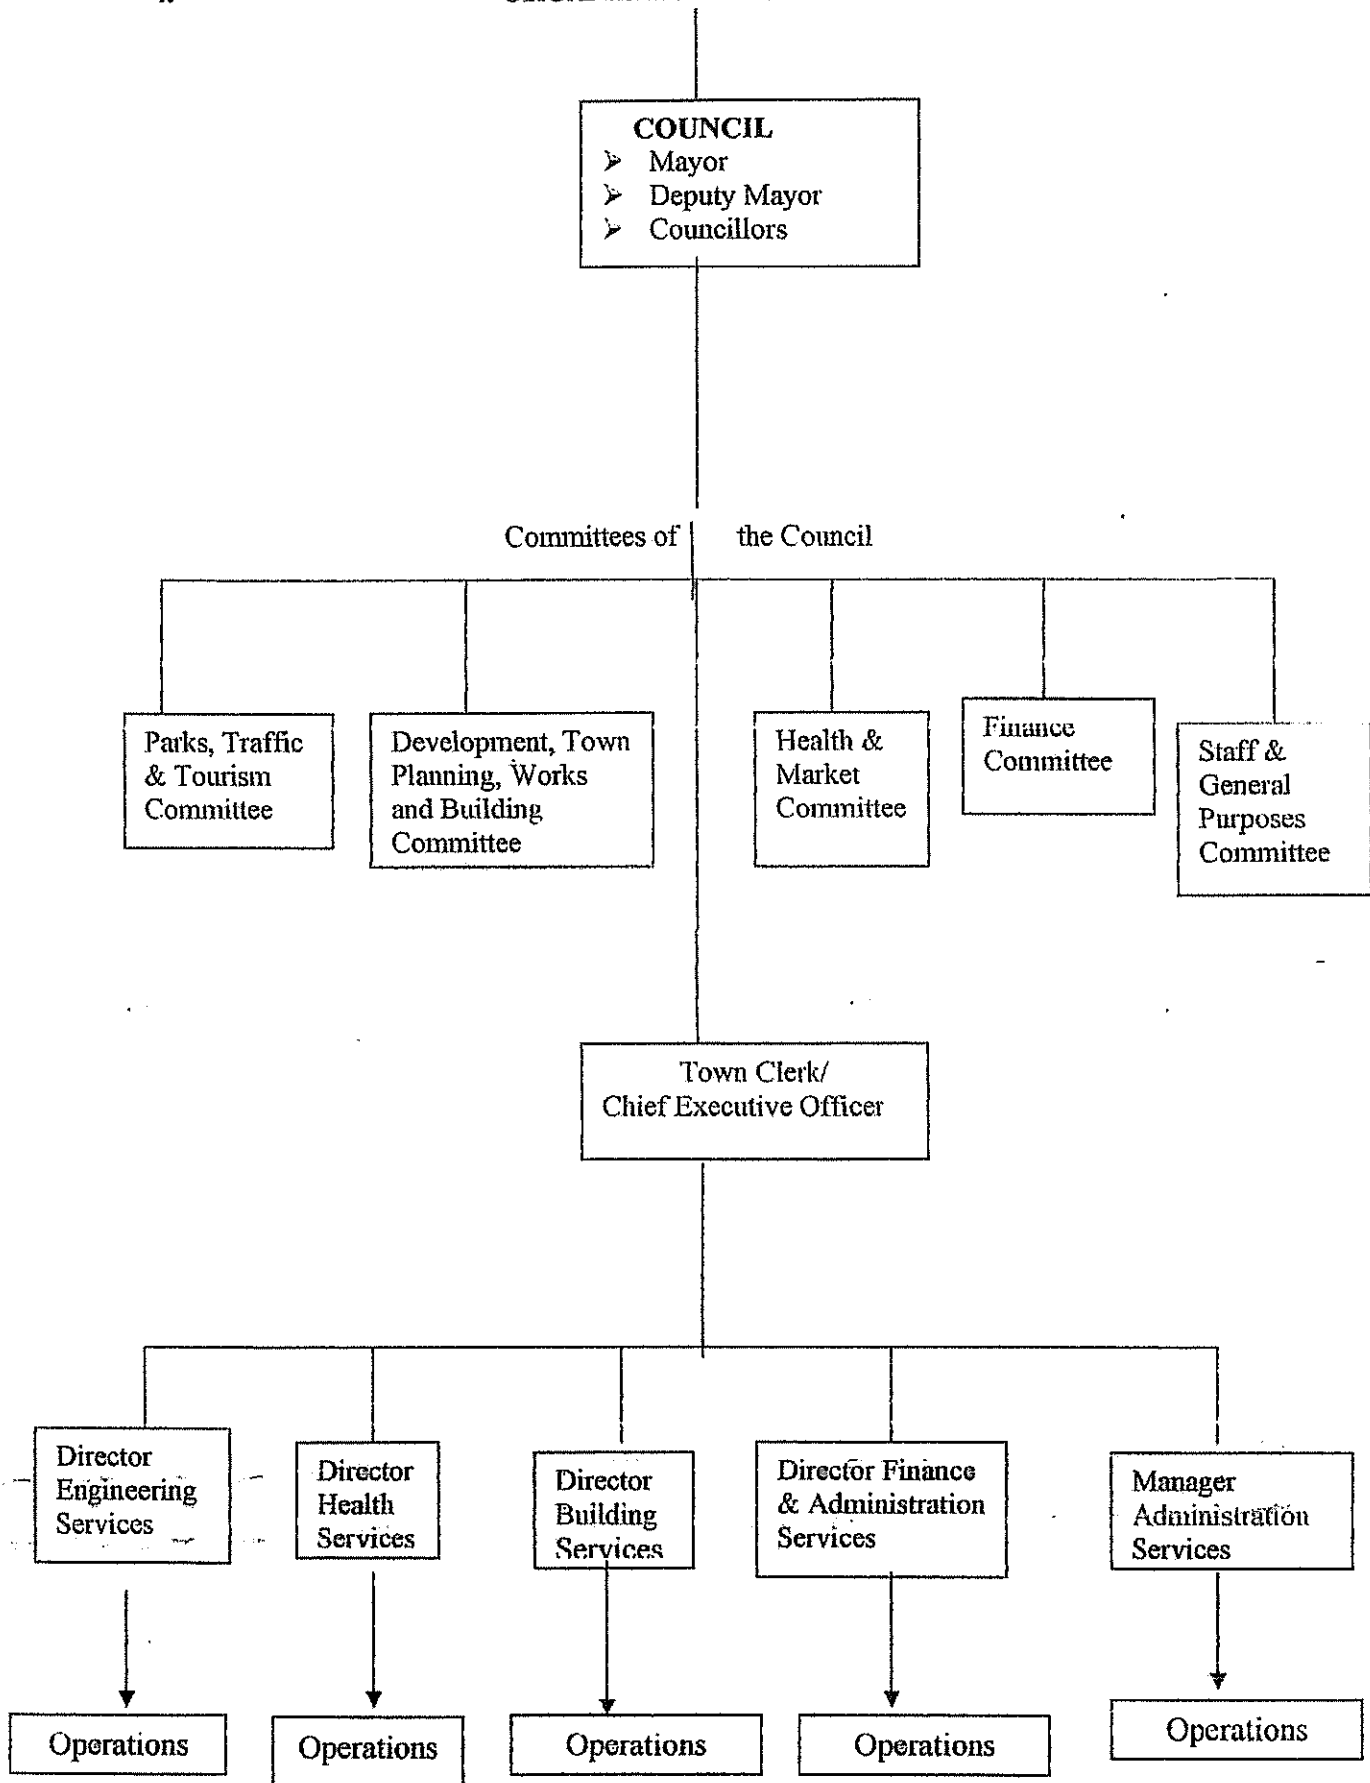 COUNCIL
➢ Mayor
➢ Deputy Mayor
➢ Councillors
Committees of the Council
Parks, Traffic
& Tourism
Committee
Development, Town
Planning, Works
and Building
Committee
Health &
Market
Committee
Finance
Committee
Staff &
General
Purposes
Committee
Town Clerk/
Chief Executive Officer
Director
Engineering
Services
Director
Health
Services
Director
Building
Services
Director Finance
& Administration
Services
Manager
Administration
Services
Operations
Operations
Operations
Operations
Operations